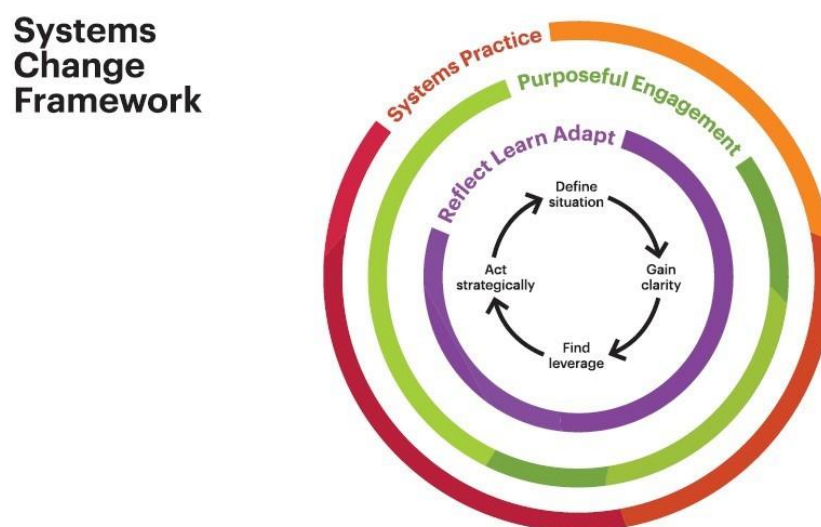 Systems
Change
Framework
Systems Practice
Purposeful Engagement
Reflect Learn Adapt
Define
situation
Gain
clarity
Find
leverage
Act
strategically